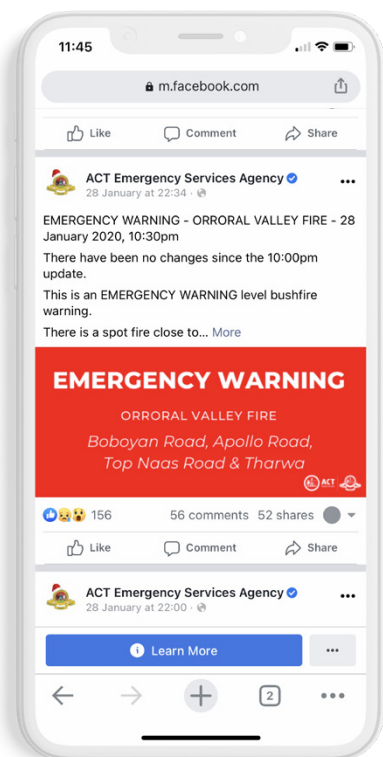 11:45
m.facebook.com
Like Comment Share
ACT Emergency Services Agency
28 January at 22:34 ·
EMERGENCY WARNING - ORRORAL VALLEY FIRE - 28
January 2020, 10:30pm
There have been no changes since the 10:00pm
update.
This is an EMERGENCY WARNING level bushfire
warning.
There is a spot fire close to... More
EMERGENCY WARNING
ORRORAL VALLEY FIRE
Boboyan Road, Apollo Road,
Top Naas Road & Tharwa
ACT
156 56 comments 52 shares
Like Comment Share
ACT Emergency Services Agency
28 January at 22:00 ·
Learn More
2